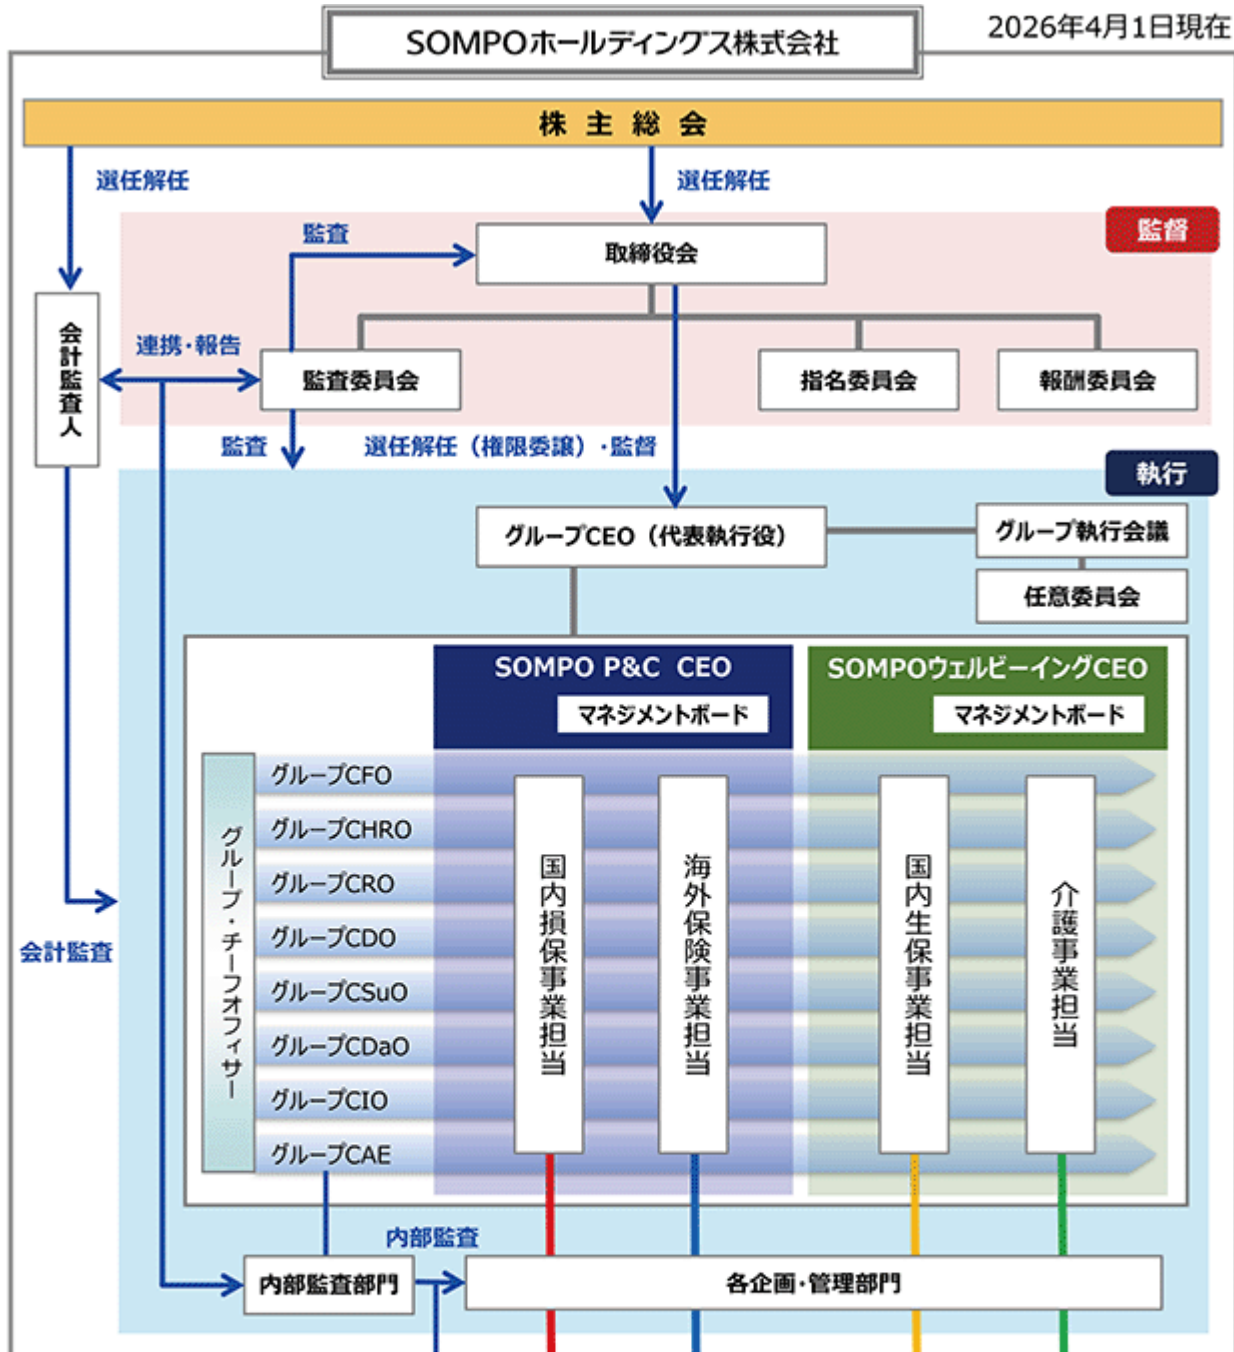 SOMPOホールディングス株式会社
2026年4月1日現在
株主総会
選任解任
選任解任
監督
監査
取締役会
会計監査人
連携・報告
監査委員会
指名委員会
報酬委員会
監査
選任解任（権限委譲）・監督
執行
グループCEO（代表執行役）
グループ執行会議
任意委員会
SOMPO P&C CEO
マネジメントボード
SOMPOウェルビーイングCEO
マネジメントボード
グループ・チーフオフィサー
グループCFO
グループCHRO
グループCRO
グループCDO
グループCSuO
グループCDaO
グループCIO
グループCAE
国内損保事業担当
海外保険事業担当
国内生保事業担当
介護事業担当
会計監査
内部監査
内部監査部門
各企画・管理部門